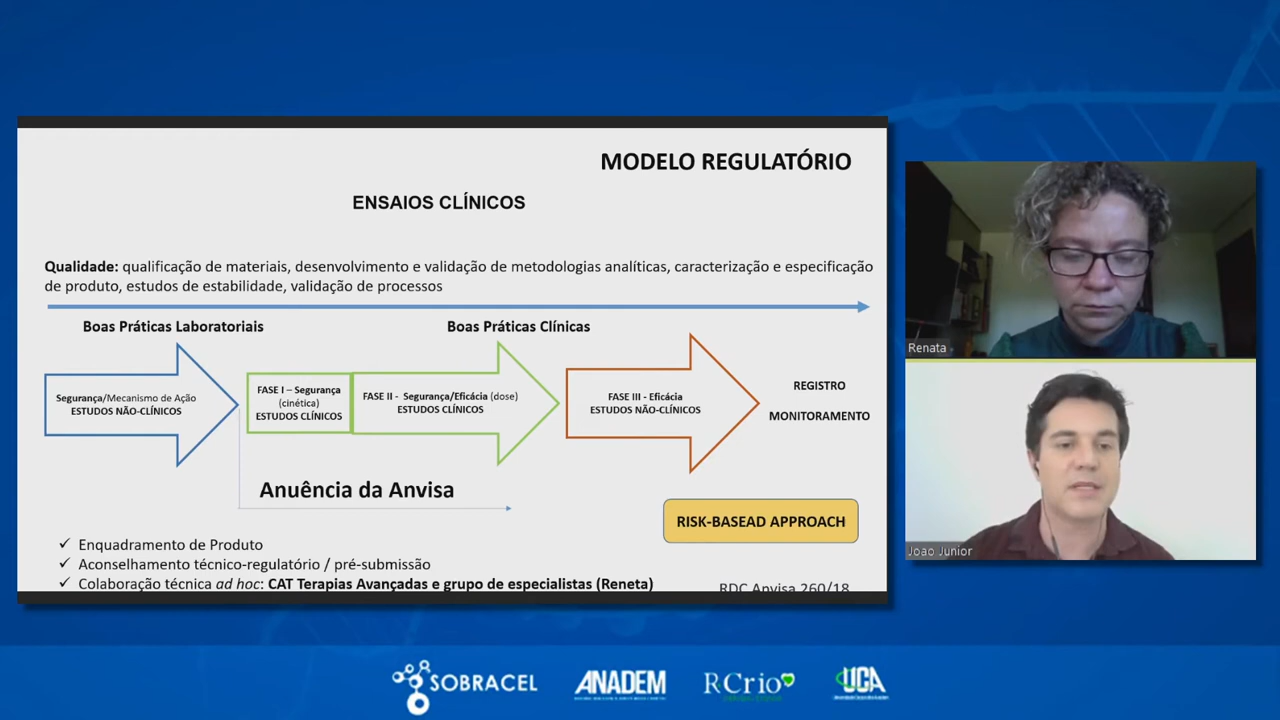 MODELO REGULATÓRIO
ENSAIOS CLÍNICOS
Qualidade: qualificação de materiais, desenvolvimento e validação de metodologias analíticas, caracterização e especificação
de produto, estudos de estabilidade, validação de processos
Boas Práticas Laboratoriais
Boas Práticas Clínicas
Segurança/Mecanismo de Ação
ESTUDOS NÃO-CLÍNICOS
FASE I – Segurança
(cinética)
ESTUDOS CLÍNICOS
FASE II - Segurança/Eficácia (dose)
ESTUDOS CLÍNICOS
FASE III - Eficácia
ESTUDOS NÃO-CLÍNICOS
REGISTRO
MONITORAMENTO
Anuência da Anvisa
RISK-BASEAD APPROACH
✓ Enquadramento de Produto
✓ Aconselhamento técnico-regulatório / pré-submissão
✓ Colaboração técnica ad hoc: CAT Terapias Avançadas e grupo de especialistas (Reneta)
RDC Anvisa 260/18
Renata
Joao Junior
SOBRACEL
ANADEM
RCrio
UCA